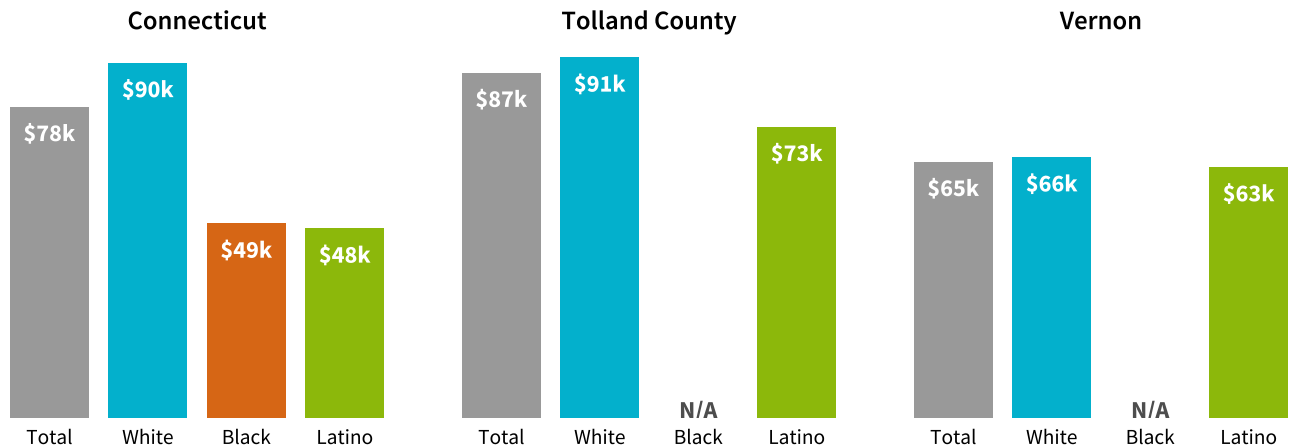 Connecticut
Tolland County
Vernon
$78k
$90k
$49k
$48k
$87k
$91k
N/A
$73k
$65k
$66k
N/A
$63k
Total
White
Black
Latino
Total
White
Black
Latino
Total
White
Black
Latino